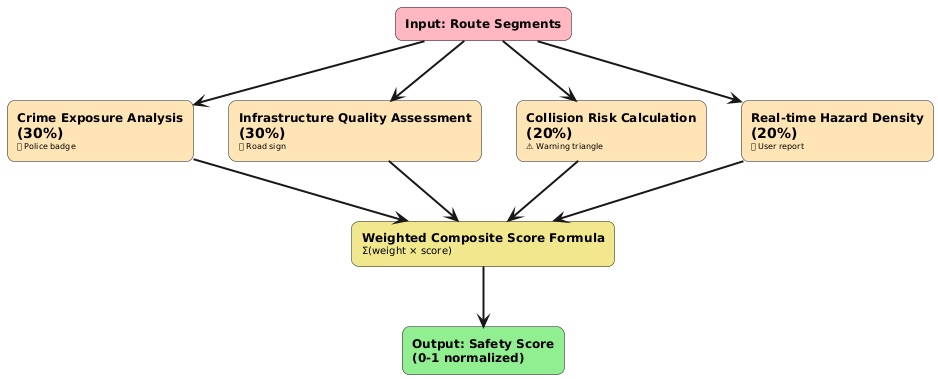 Input: Route Segments
Crime Exposure Analysis
(30%)
Police badge
Infrastructure Quality Assessment
(30%)
Road sign
Collision Risk Calculation
(20%)
⚠ Warning triangle
Real-time Hazard Density
(20%)
User report
Weighted Composite Score Formula
Σ(weight × score)
Output: Safety Score
(0-1 normalized)